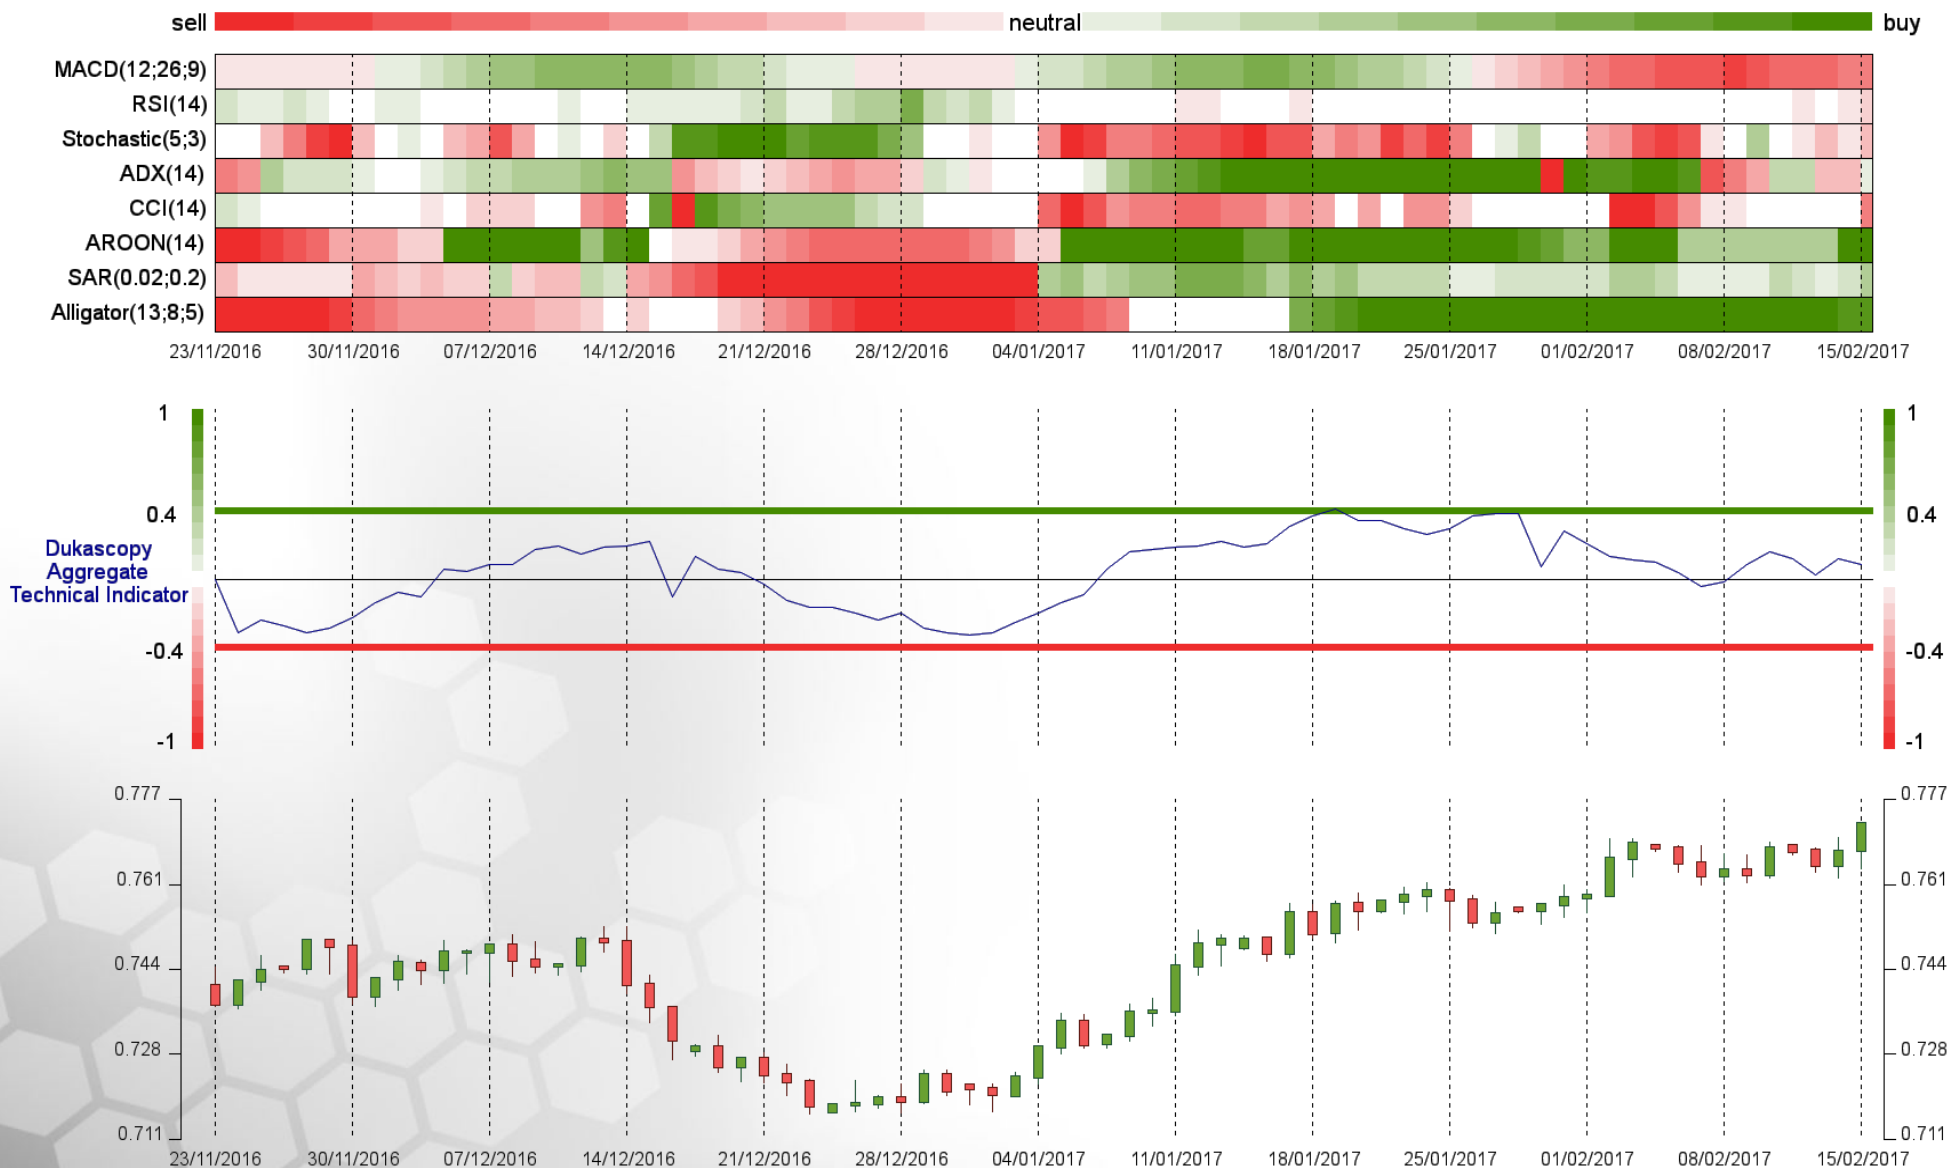 sell neutral buy
MACD(12;26;9)
RSI(14)
Stochastic(5;3)
ADX(14)
CCI(14)
AROON(14)
SAR(0.02;0.2)
Alligator(13;8;5)
23/11/2016 30/11/2016 07/12/2016 14/12/2016 21/12/2016 28/12/2016 04/01/2017 11/01/2017 18/01/2017 25/01/2017 01/02/2017 08/02/2017 15/02/2017
1 1
0.4 0.4
Dukascopy
Aggregate
Technical Indicator
-0.4 -0.4
-1 -1
0.777 0.777
0.761 0.761
0.744 0.744
0.728 0.728
0.711 0.711
23/11/2016 30/11/2016 07/12/2016 14/12/2016 21/12/2016 28/12/2016 04/01/2017 11/01/2017 18/01/2017 25/01/2017 01/02/2017 08/02/2017 15/02/2017